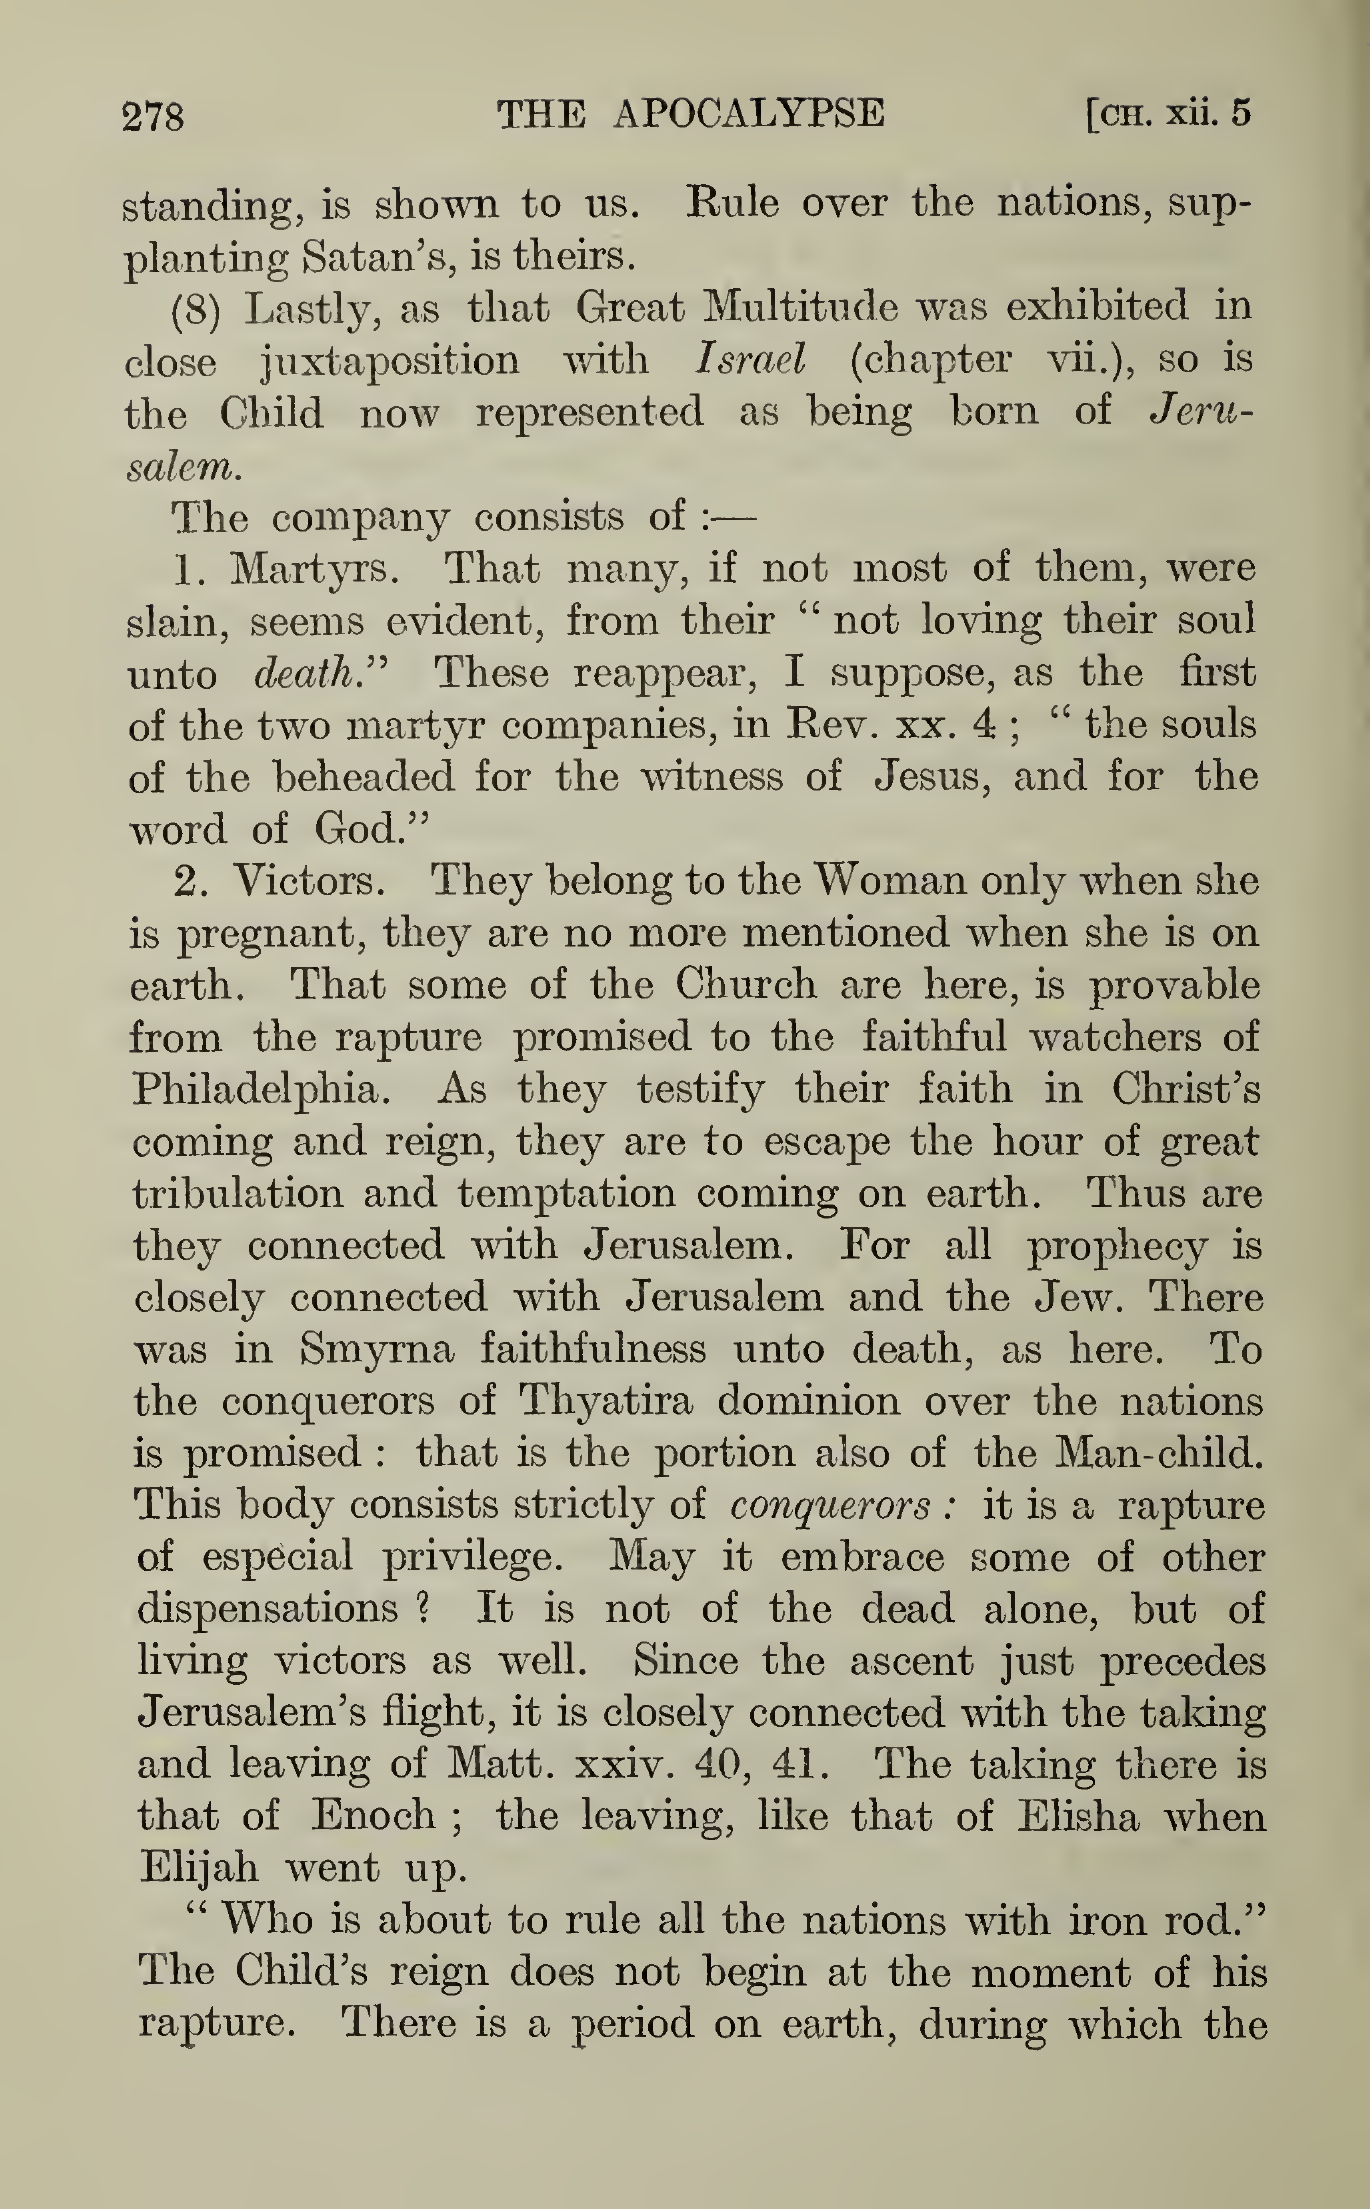 278 THE APOCALYPSE [CH. xii. 5
standing, is shown to us. Rule over the nations, sup-
planting Satan's, is theirs.
(8) Lastly, as that Great Multitude was exhibited in
close juxtaposition with Israel (chapter vii.), so is
the Child now represented as being born of Jeru-
salem.
The company consists of :—
1. Martyrs. That many, if not most of them, were
slain, seems evident, from their “ not loving their soul
unto death.” These reappear, I suppose, as the first
of the two martyr companies, in Rev. xx. 4 ; “ the souls
of the beheaded for the witness of Jesus, and for the
word of God.”
2. Victors. They belong to the Woman only when she
is pregnant, they are no more mentioned when she is on
earth. That some of the Church are here, is provable
from the rapture promised to the faithful watchers of
Philadelphia. As they testify their faith in Christ's
coming and reign, they are to escape the hour of great
tribulation and temptation coming on earth. Thus are
they connected with Jerusalem. For all prophecy is
closely connected with Jerusalem and the Jew. There
was in Smyrna faithfulness unto death, as here. To
the conquerors of Thyatira dominion over the nations
is promised : that is the portion also of the Man-child.
This body consists strictly of conquerors : it is a rapture
of especial privilege. May it embrace some of other
dispensations ? It is not of the dead alone, but of
living victors as well. Since the ascent just precedes
Jerusalem's flight, it is closely connected with the taking
and leaving of Matt. xxiv. 40, 41. The taking there is
that of Enoch ; the leaving, like that of Elisha when
Elijah went up.
“ Who is about to rule all the nations with iron rod.”
The Child's reign does not begin at the moment of his
rapture. There is a period on earth, during which the